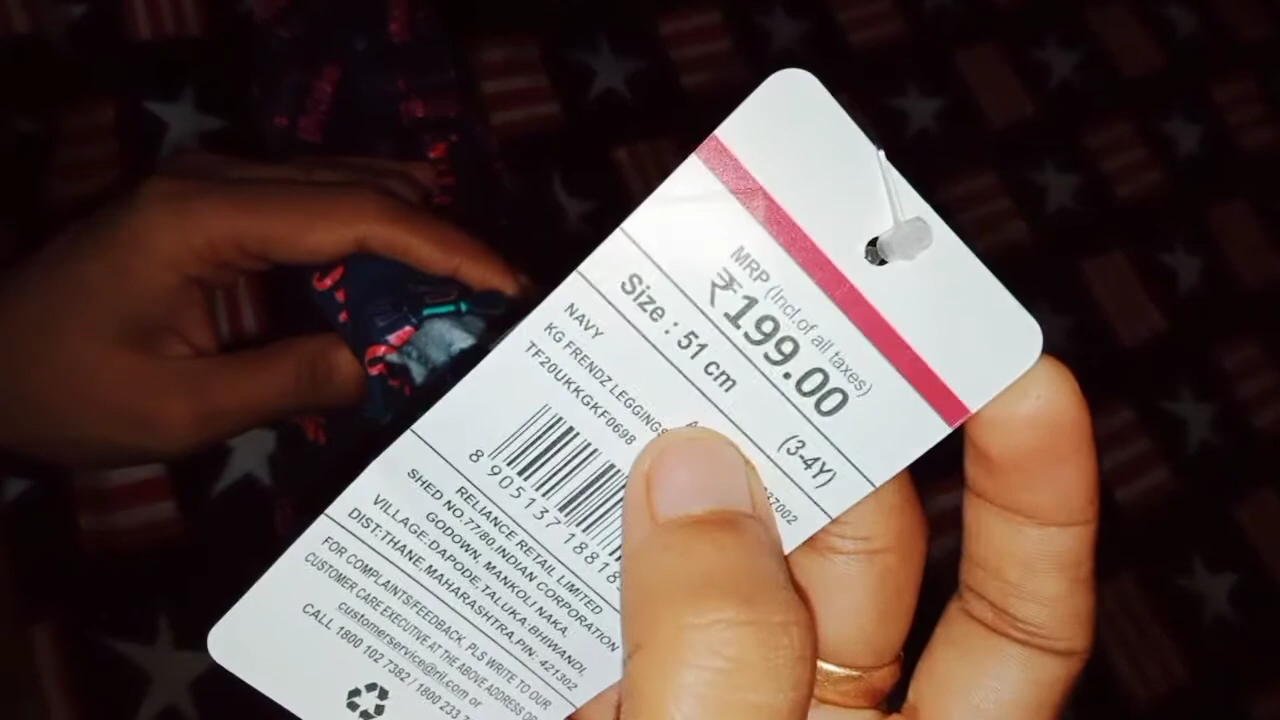 MRP (Incl.of all taxes)
₹199.00
Size : 51 cm (3-4Y)
NAVY
KG FRENDZ LEGGINGS
TF20UKKGKF0698
8 905137 18818
RELIANCE RETAIL LIMITED
SHED NO.77/80,INDIAN CORPORATION
GODOWN, MANKOLI NAKA,
VILLAGE:DAPODE,TALUKA:BHIWANDI,
DIST:THANE,MAHARASHTRA,PIN: 421302
FOR COMPLAINTS/FEEDBACK, PLS WRITE TO OUR
CUSTOMER CARE EXECUTIVE AT THE ABOVE ADDRESS OR
customerservice@ril.com or
CALL 1800 102 7382 / 1800 233